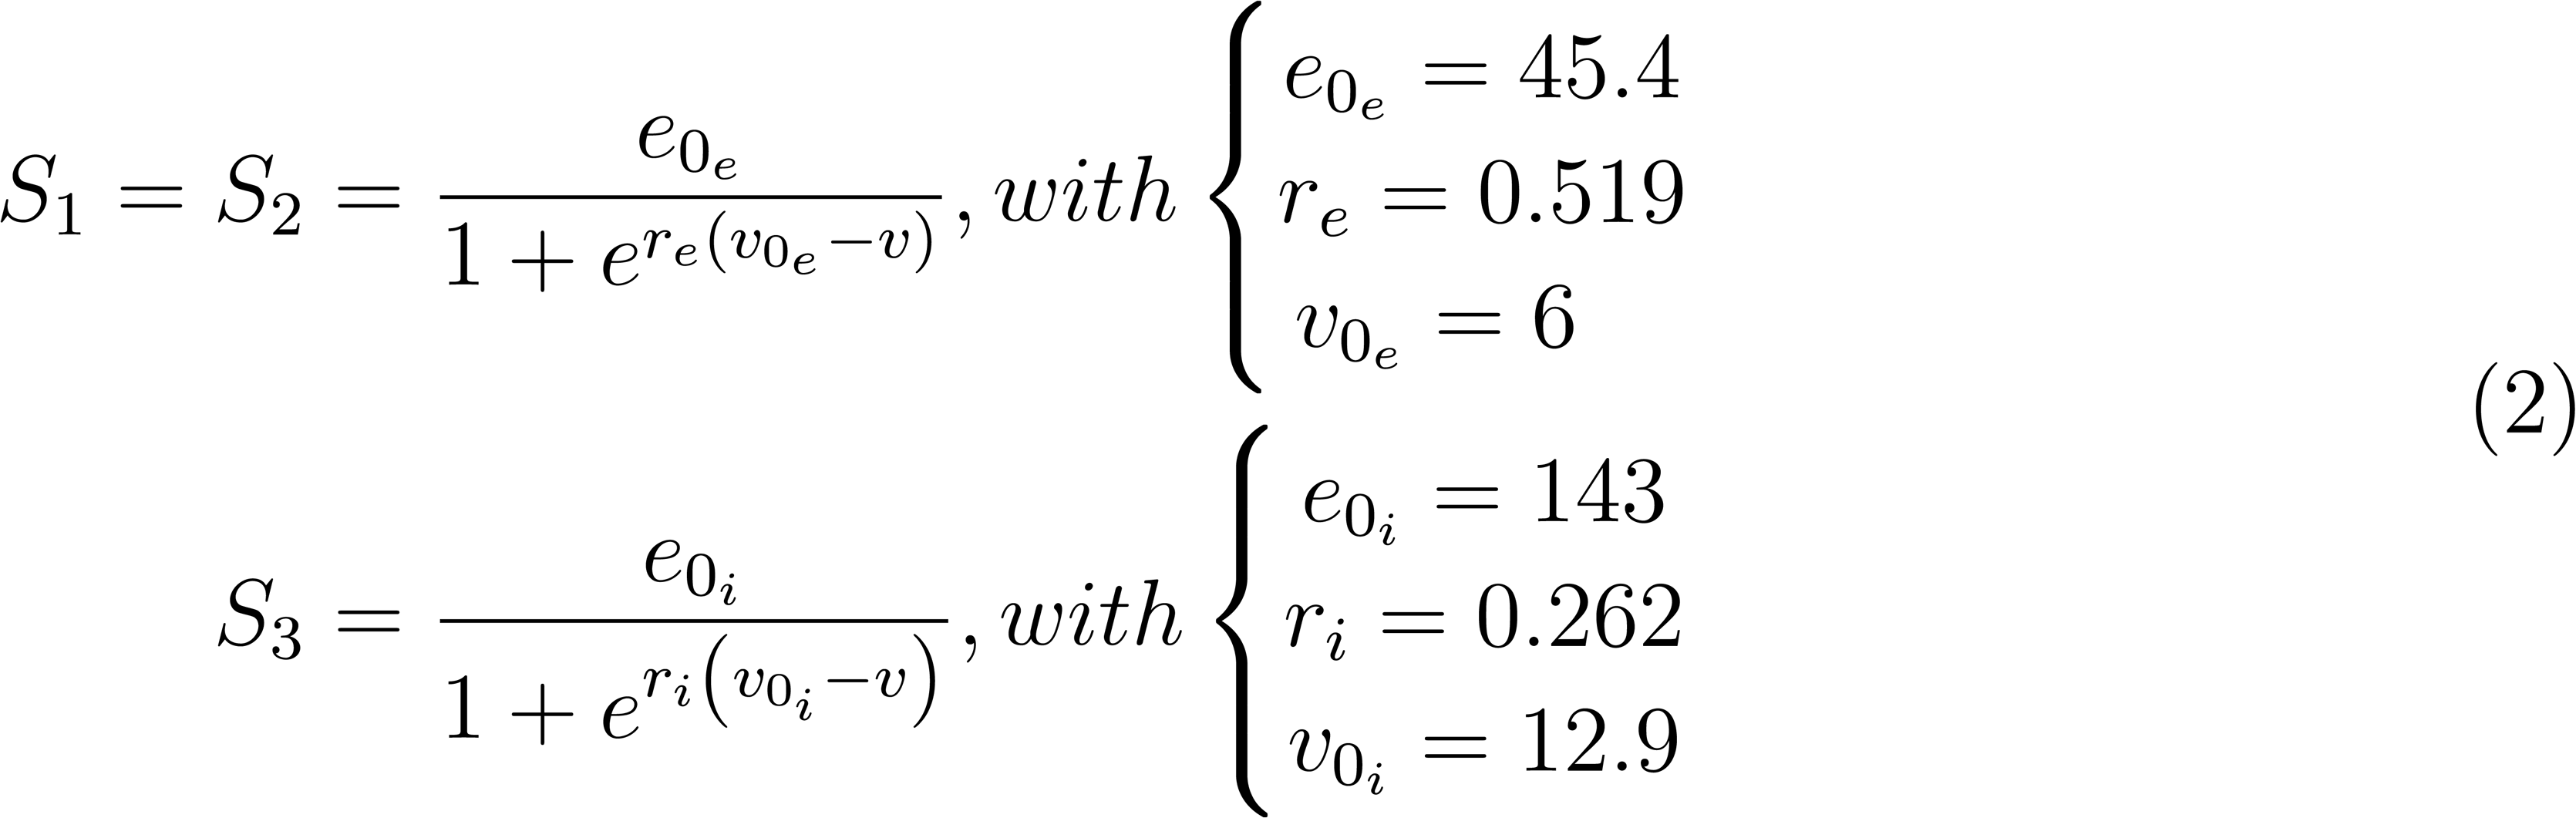 S_1 = S_2 = \frac{e_{0_e}}{1 + e^{r_e(v_{0_e} - v)}}, with \begin{cases} e_{0_e} = 45.4 \\ r_e = 0.519 \\ v_{0_e} = 6 \end{cases}
(2)
S_3 = \frac{e_{0_i}}{1 + e^{r_i(v_{0_i} - v)}}, with \begin{cases} e_{0_i} = 143 \\ r_i = 0.262 \\ v_{0_i} = 12.9 \end{cases}